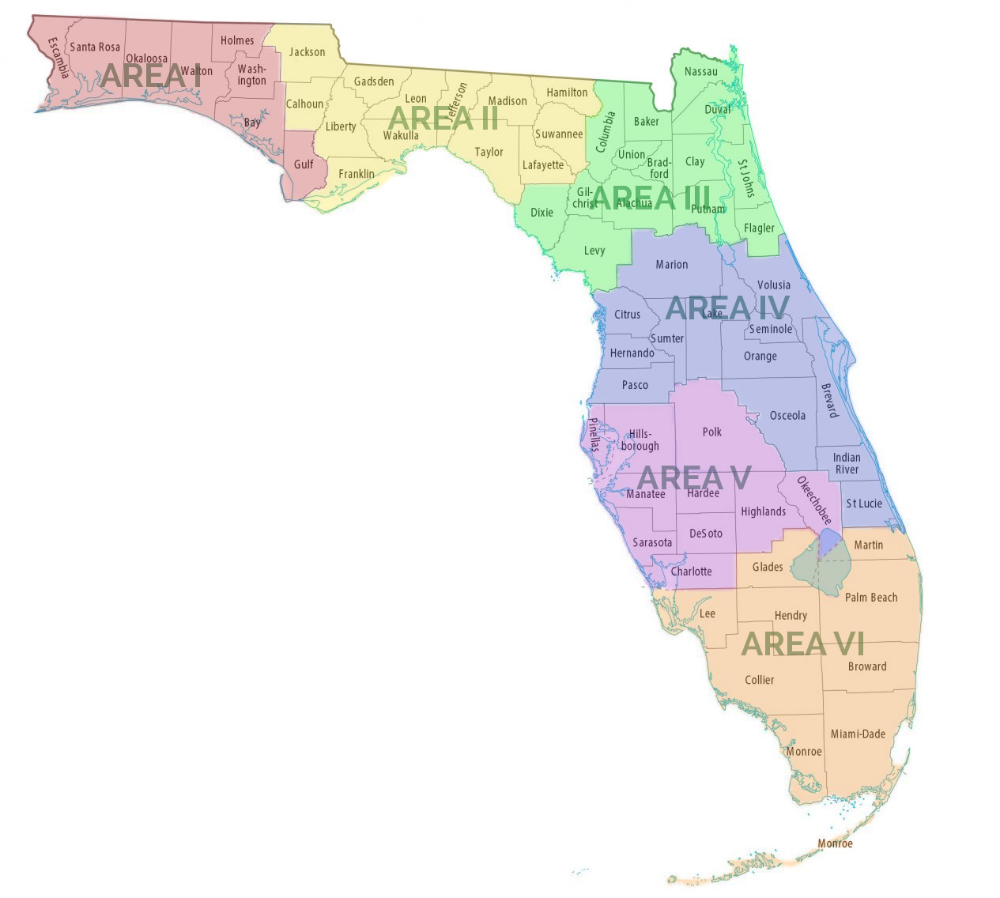 Escambia
Santa Rosa
Okaloosa
Walton
Holmes
Wash-
ington
Bay
Gulf
AREA I
Jackson
Calhoun
Gadsden
Liberty
Franklin
Leon
Wakulla
Jefferson
Madison
Taylor
Hamilton
Suwannee
Lafayette
AREA II
Nassau
Duval
Columbia
Baker
Union
Brad-
ford
Clay
St Johns
Gil-
christ
Alachua
Putnam
Dixie
Levy
Flagler
AREA III
Marion
Volusia
Citrus
Lake
Seminole
Sumter
Hernando
Orange
Pasco
Osceola
Brevard
Indian
River
St Lucie
AREA IV
Pinellas
Hills-
borough
Polk
Manatee
Hardee
Highlands
Okeechobee
Sarasota
DeSoto
Charlotte
AREA V
Glades
Martin
Lee
Hendry
Palm Beach
Collier
Broward
Monroe
Miami-Dade
Monroe
AREA VI